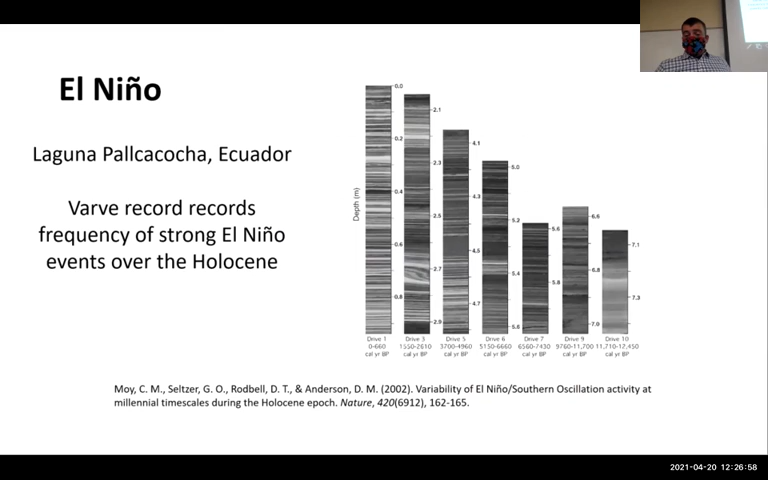 El Niño
Laguna Pallcacocha, Ecuador
Varve record records
frequency of strong El Niño
events over the Holocene
Depth (m)
0.0
0.2
0.4
0.6
0.8
2.1
2.3
2.5
2.7
2.9
4.1
4.3
4.5
4.7
5.0
5.2
5.4
5.6
5.6
5.8
6.6
6.8
7.0
7.1
7.3
Drive 1
0-660
cal yr BP
Drive 3
1550-2610
cal yr BP
Drive 5
3700-4960
cal yr BP
Drive 6
5150-6660
cal yr BP
Drive 7
6560-7430
cal yr BP
Drive 9
9760-11,700
cal yr BP
Drive 10
11,710-12,450
cal yr BP
Moy, C. M., Seltzer, G. O., Rodbell, D. T., & Anderson, D. M. (2002). Variability of El Niño/Southern Oscillation activity at
millennial timescales during the Holocene epoch. Nature, 420(6912), 162-165.
2021-04-20 12:26:58